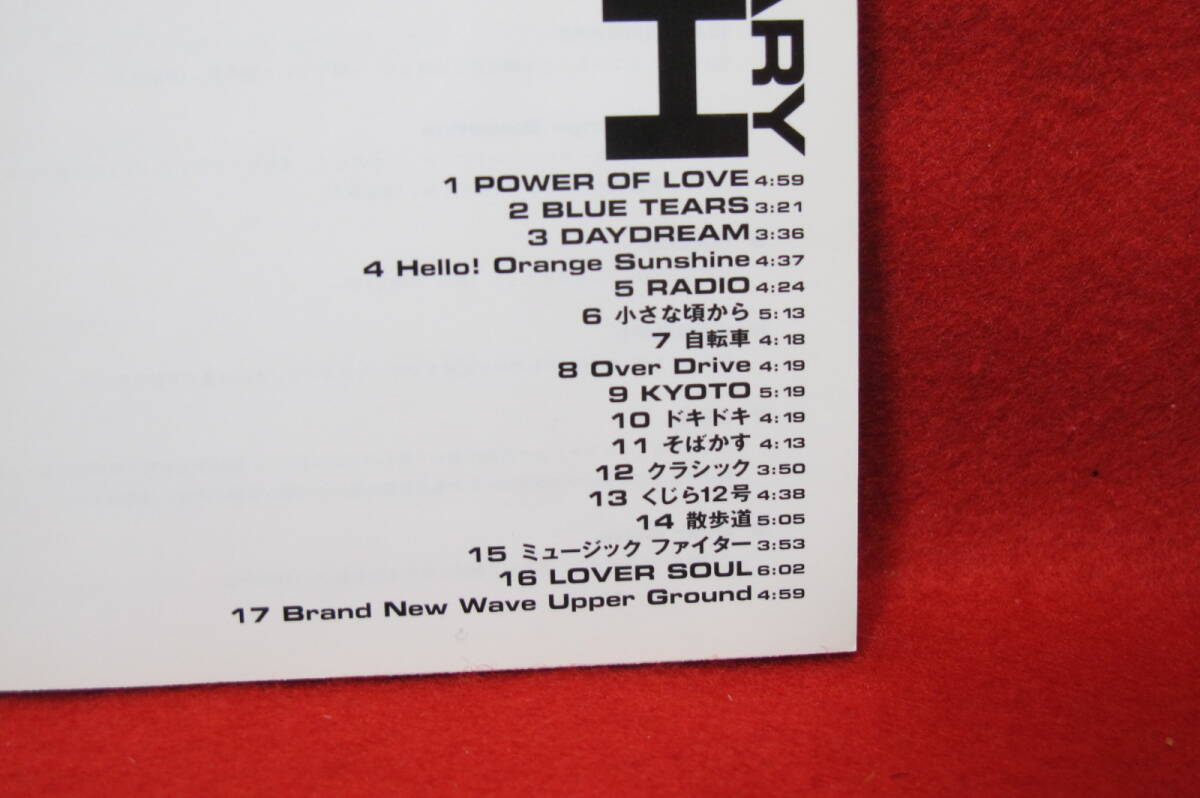 ARY
H
1 POWER OF LOVE 4:59
2 BLUE TEARS 3:21
3 DAYDREAM 3:36
4 Hello! Orange Sunshine 4:37
5 RADIO 4:24
6 小さな頃から 5:13
7 自転車 4:18
8 Over Drive 4:19
9 KYOTO 5:19
10 ドキドキ 4:19
11 そばかす 4:13
12 クラシック 3:50
13 くじら12号 4:38
14 散歩道 5:05
15 ミュージック ファイター 3:53
16 LOVER SOUL 6:02
17 Brand New Wave Upper Ground 4:59